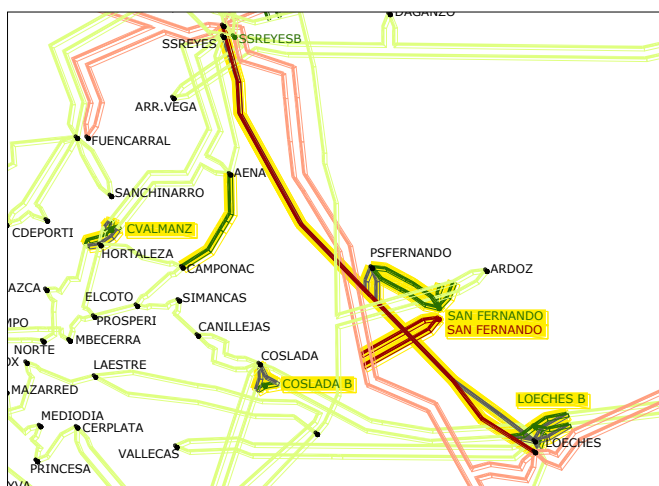 DAGANZO
SSREYES
SSREYESB
ARR.VEGA
FUENCARRAL
AENA
SANCHINARRO
CDEPORTI
CVALMANZ
HORTALEZA
PSFERNANDO
CAMPONAC
ARDOZ
AZCA
ELCOTO
SIMANCAS
PROSPERI
SAN FERNANDO
MPO
CANILLEJAS
SAN FERNANDO
NORTE
MBECERRA
OX
LAESTRE
COSLADA
MAZARRED
COSLADA B
LOECHES B
MEDIODIA
CERPLATA
LOECHES
VALLECAS
PRINCESA
YVA